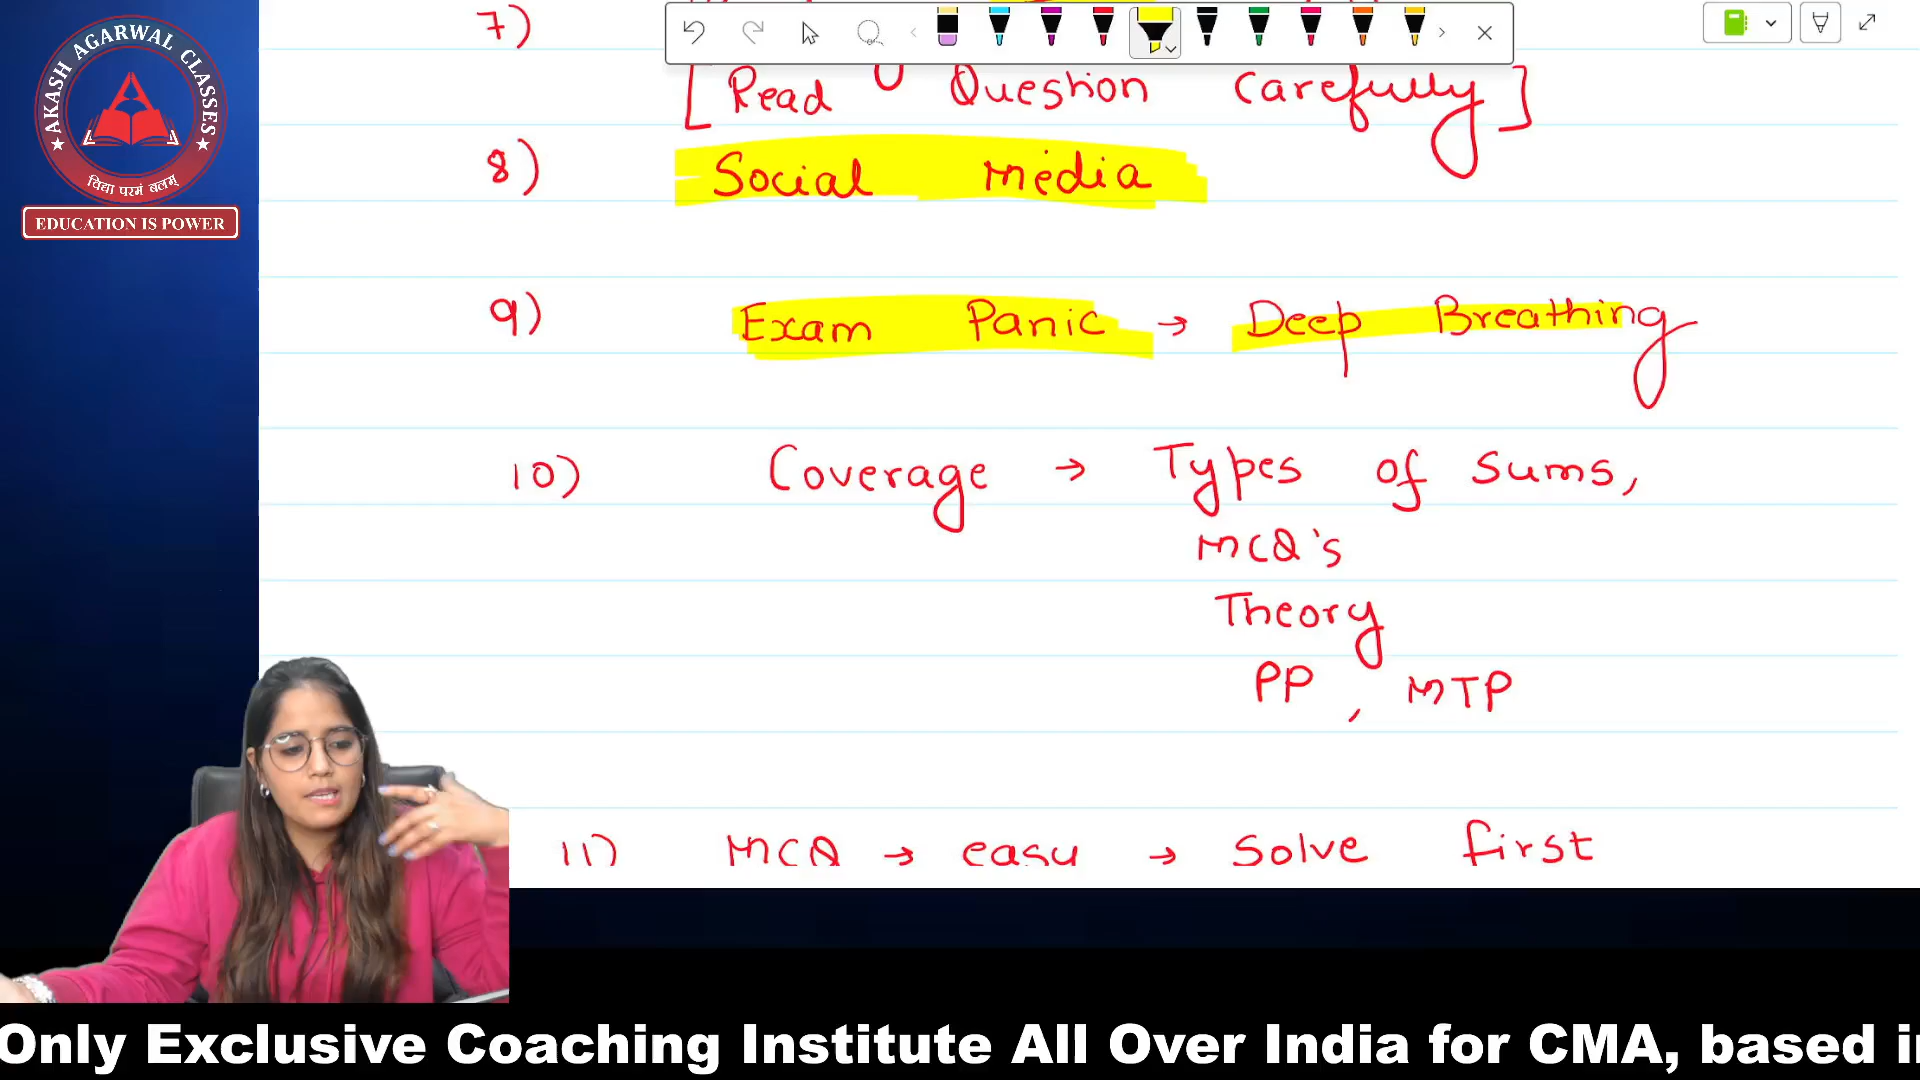 AKASH AGARWAL CLASSES
विद्या परमं बलम्
EDUCATION IS POWER
7)
[Read Question Carefully]
8) Social Media
9) Exam Panic → Deep Breathing
10) Coverage → Types of Sums,
MCQ's
Theory
PP, MTP
11) MCQ → easy → Solve first
Only Exclusive Coaching Institute All Over India for CMA, based in